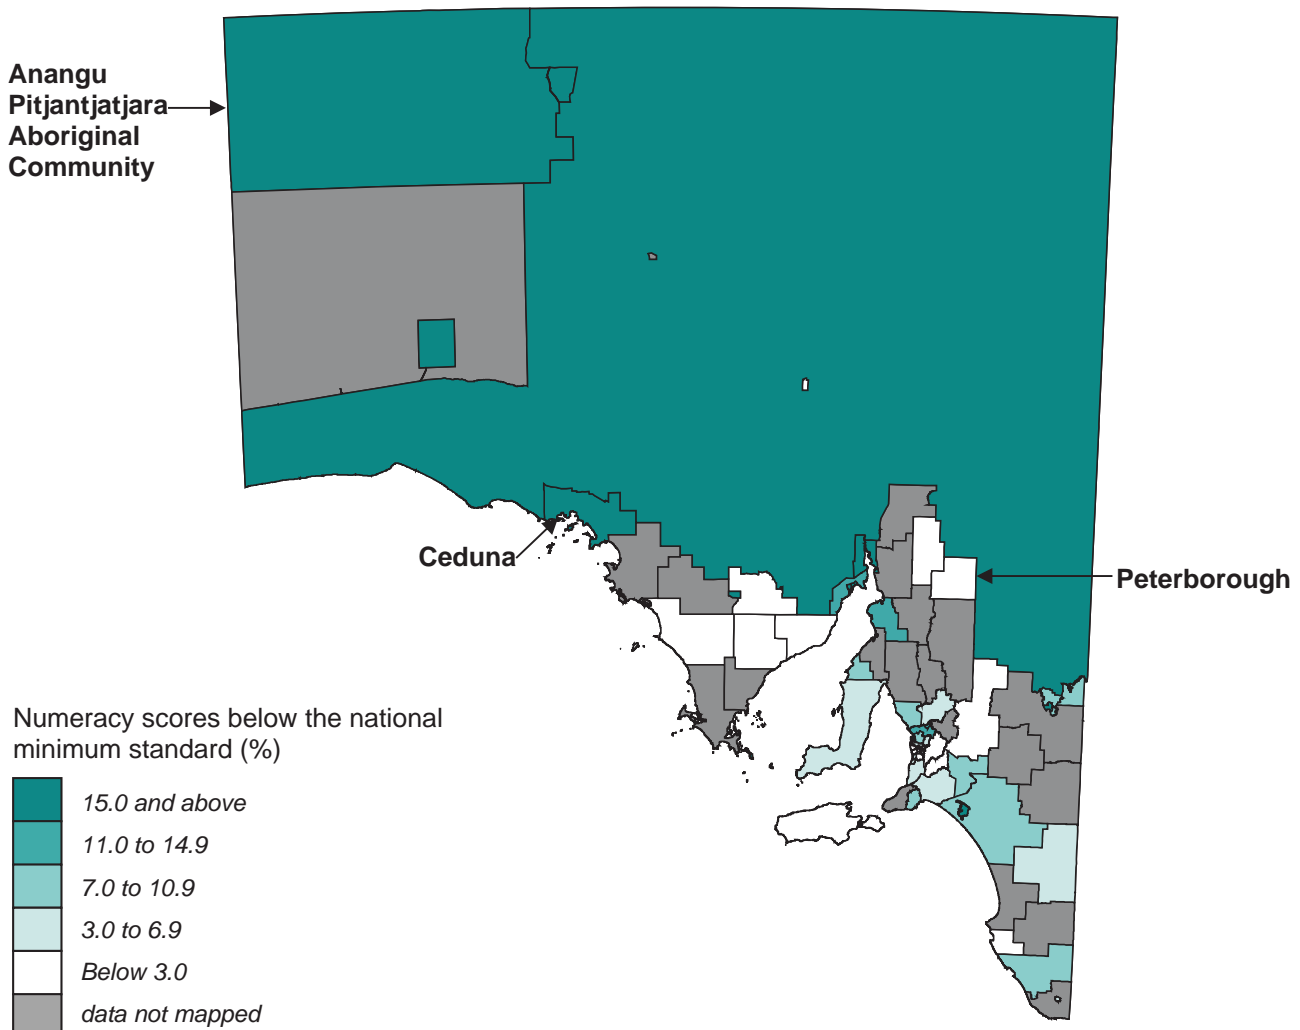 Anangu
Pitjantjatjara
Aboriginal
Community
Ceduna
Peterborough
Numeracy scores below the national
minimum standard (%)
15.0 and above
11.0 to 14.9
7.0 to 10.9
3.0 to 6.9
Below 3.0
data not mapped